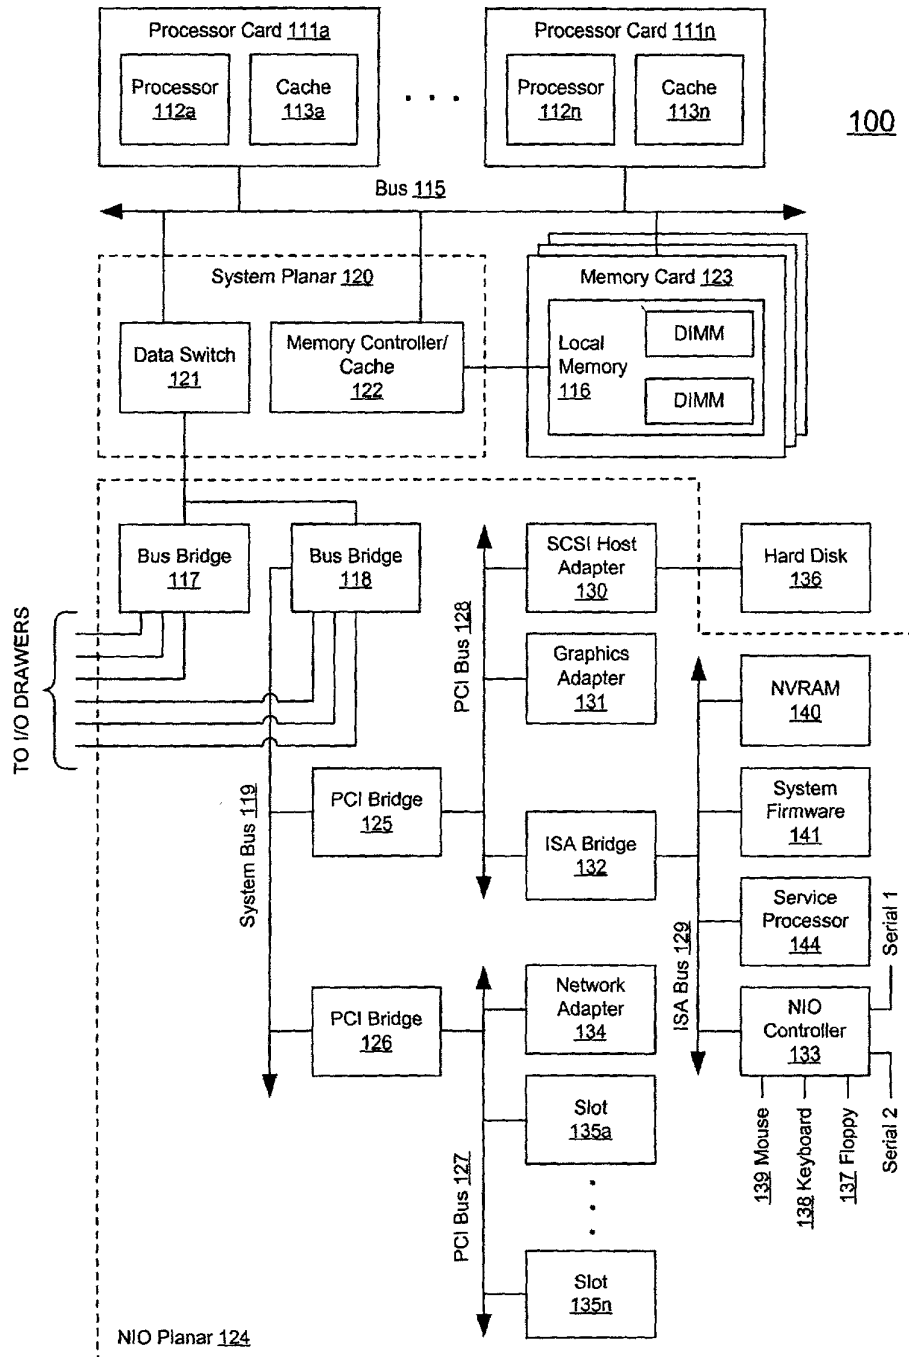 Processor Card 111a
Processor
112a
Cache
113a
. . .
Processor Card 111n
Processor
112n
Cache
113n
100
Bus 115
System Planar 120
Data Switch
121
Memory Controller/
Cache
122
Memory Card 123
Local
Memory
116
DIMM
DIMM
Bus Bridge
117
Bus Bridge
118
TO I/O DRAWERS
PCI Bus 128
SCSI Host
Adapter
130
Hard Disk
136
Graphics
Adapter
131
NVRAM
140
System Bus 119
PCI Bridge
125
ISA Bridge
132
System
Firmware
141
Service
Processor
144
ISA Bus 129
Serial 1
PCI Bridge
126
Network
Adapter
134
NIO
Controller
133
Serial 2
139 Mouse
138 Keyboard
137 Floppy
PCI Bus 127
Slot
135a
Slot
135n
NIO Planar 124